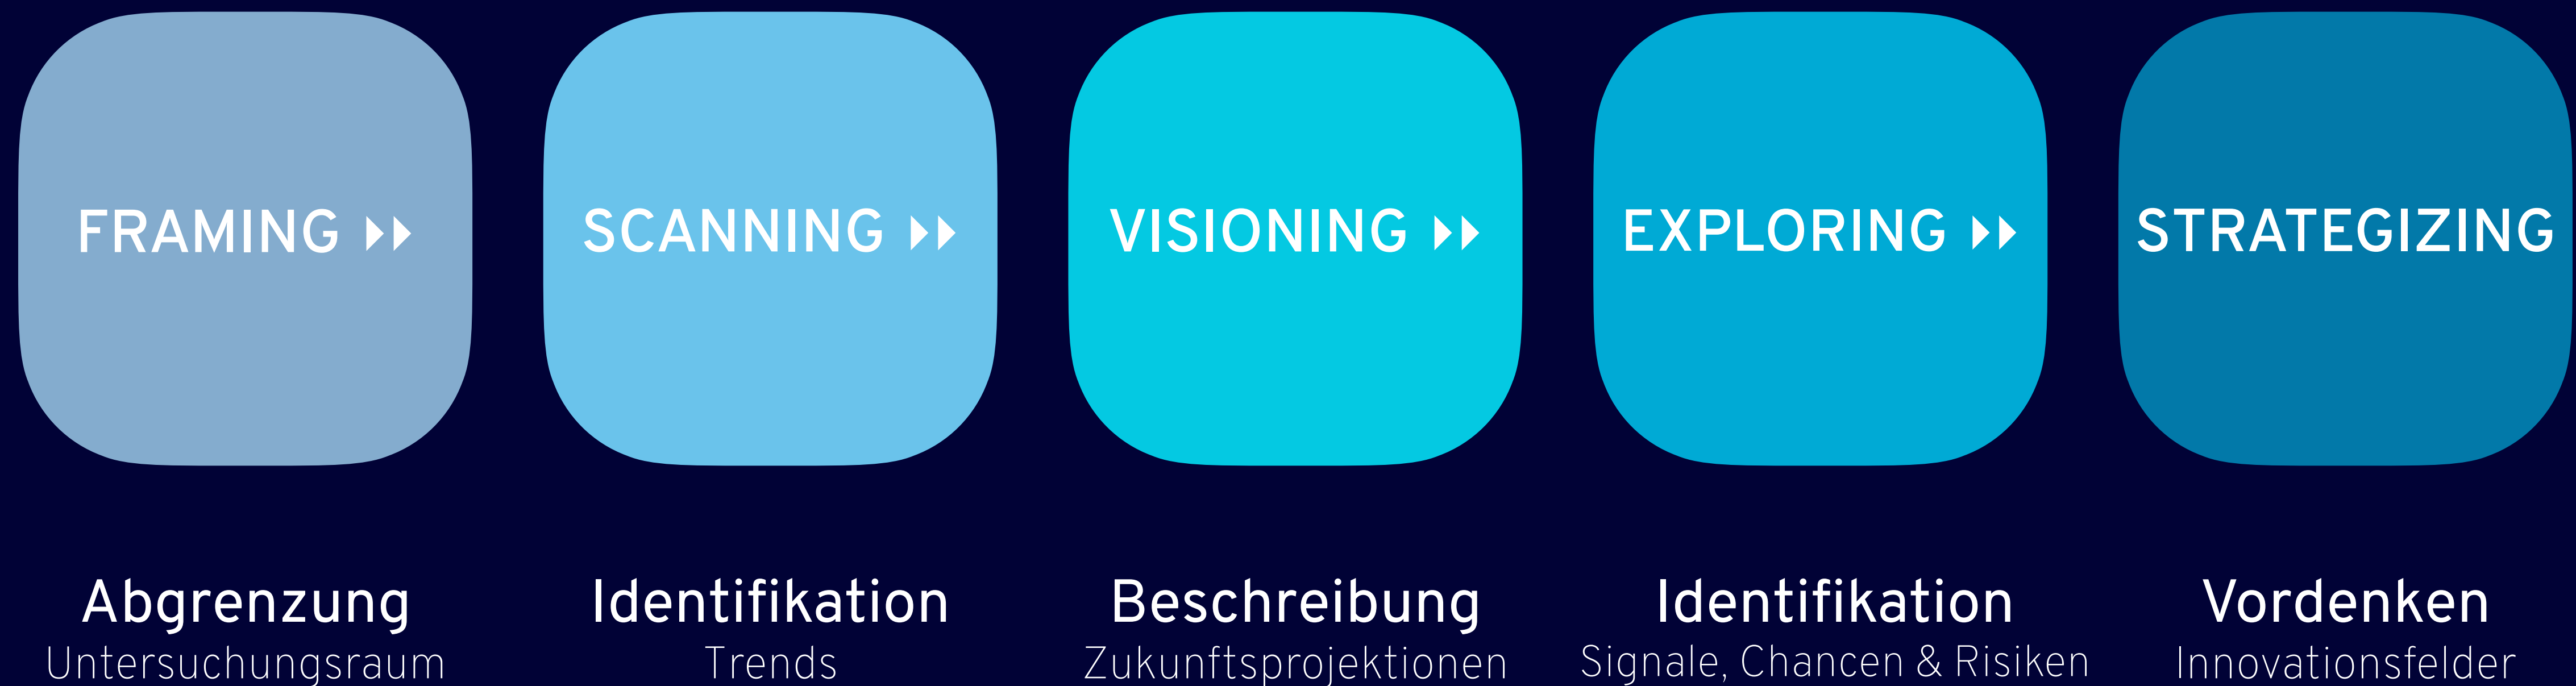 FRAMING
SCANNING
VISIONING
EXPLORING
STRATEGIZING
Abgrenzung
Untersuchungsraum
Identifikation
Trends
Beschreibung
Zukunftsprojektionen
Identifikation
Signale, Chancen & Risiken
Vordenken
Innovationsfelder